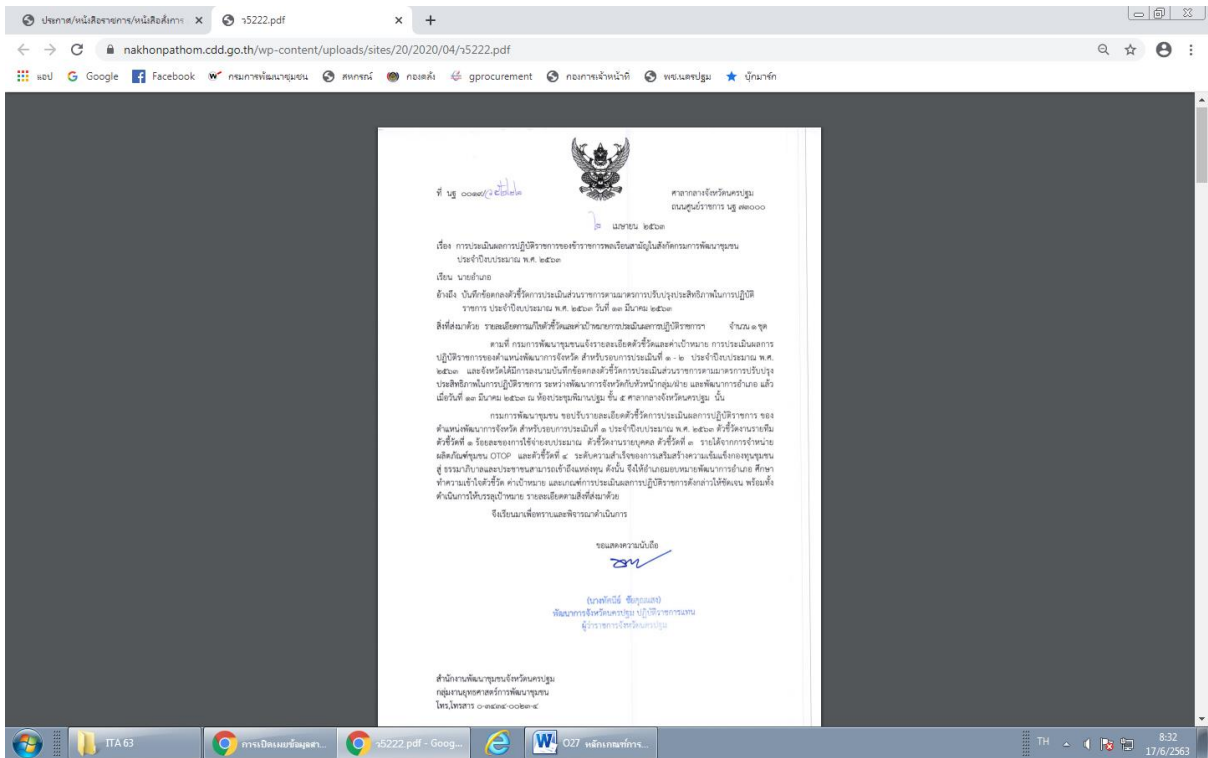 ประกาศ/หนังสือราชการ/หนังสือสั่งการ
ว5222.pdf
nakhonpathom.cdd.go.th/wp-content/uploads/sites/20/2020/04/ว5222.pdf
แอป Google Facebook กรมการพัฒนาชุมชน สหกรณ์ กองคลัง gprocurement กองการเจ้าหน้าที่ พช.นครปฐม บุ๊กมาร์ก
ที่ นฐ ๐๐๑๙/ว ๕๒๒๒
ศาลากลางจังหวัดนครปฐม
ถนนศูนย์ราชการ นฐ ๗๓๐๐๐
๒ เมษายน ๒๕๖๓
เรื่อง การประเมินผลการปฏิบัติราชการของข้าราชการพลเรือนสามัญในสังกัดกรมการพัฒนาชุมชน
ประจำปีงบประมาณ พ.ศ. ๒๕๖๓
เรียน นายอำเภอ
อ้างถึง บันทึกข้อตกลงตัวชี้วัดการประเมินส่วนราชการตามมาตรการปรับปรุงประสิทธิภาพในการปฏิบัติ
ราชการ ประจำปีงบประมาณ พ.ศ. ๒๕๖๓ วันที่ ๑๓ มีนาคม ๒๕๖๓
สิ่งที่ส่งมาด้วย รายละเอียดการแก้ไขตัวชี้วัดและค่าเป้าหมายการประเมินผลการปฏิบัติราชการฯ จำนวน ๑ ชุด
ตามที่ กรมการพัฒนาชุมชนแจ้งรายละเอียดตัวชี้วัดและค่าเป้าหมาย การประเมินผลการ
ปฏิบัติราชการของตำแหน่งพัฒนาการจังหวัด สำหรับรอบการประเมินที่ ๑ - ๒ ประจำปีงบประมาณ พ.ศ.
๒๕๖๓ และจังหวัดได้มีการลงนามบันทึกข้อตกลงตัวชี้วัดการประเมินส่วนราชการตามมาตรการปรับปรุง
ประสิทธิภาพในการปฏิบัติราชการ ระหว่างพัฒนาการจังหวัดกับหัวหน้ากลุ่ม/ฝ่าย และพัฒนาการอำเภอ แล้ว
เมื่อวันที่ ๑๓ มีนาคม ๒๕๖๓ ณ ห้องประชุมพิมานปฐม ชั้น ๕ ศาลากลางจังหวัดนครปฐม นั้น
กรมการพัฒนาชุมชน ขอปรับรายละเอียดตัวชี้วัดการประเมินผลการปฏิบัติราชการ ของ
ตำแหน่งพัฒนาการจังหวัด สำหรับรอบการประเมินที่ ๑ ประจำปีงบประมาณ พ.ศ. ๒๕๖๓ ตัวชี้วัดงานรายทีม
ตัวชี้วัดที่ ๑ ร้อยละของการใช้จ่ายงบประมาณ ตัวชี้วัดงานรายบุคคล ตัวชี้วัดที่ ๓ รายได้จากการจำหน่าย
ผลิตภัณฑ์ชุมชน OTOP และตัวชี้วัดที่ ๔ ระดับความสำเร็จของการเสริมสร้างความเข้มแข็งกองทุนชุมชน
สู่ ธรรมาภิบาลและประชาชนสามารถเข้าถึงแหล่งทุน ดังนั้น จึงให้อำเภอมอบหมายพัฒนาการอำเภอ ศึกษา
ทำความเข้าใจตัวชี้วัด ค่าเป้าหมาย และเกณฑ์การประเมินผลการปฏิบัติราชการดังกล่าวให้ชัดเจน พร้อมทั้ง
ดำเนินการให้บรรลุเป้าหมาย รายละเอียดตามสิ่งที่ส่งมาด้วย
จึงเรียนมาเพื่อทราบและพิจารณาดำเนินการ
ขอแสดงความนับถือ
พัฒนาการจังหวัดนครปฐม ปฏิบัติราชการแทน
ผู้ว่าราชการจังหวัดนครปฐม
สำนักงานพัฒนาชุมชนจังหวัดนครปฐม
กลุ่มงานยุทธศาสตร์การพัฒนาชุมชน
โทร,โทรสาร ๐-๓๔๓๔-๐๐๒๓-๔
ITA 63
การเปิดเผยข้อมูลสา...
ว5222.pdf - Goog...
O27 หลักเกณฑ์การ...
TH
8:32
17/6/2563